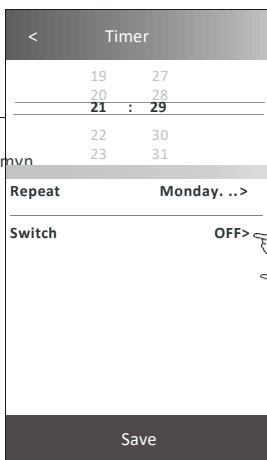 < Timer
19 27
20 28
21 : 29
22 30
23 31
Repeat Monday. ..>
Switch OFF>
Save